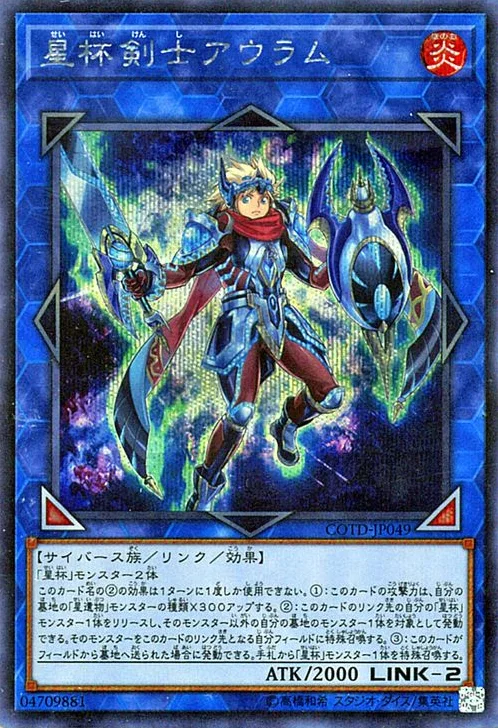 星杯剣士アウラム
炎
COTD-JP049
【サイバース族／リンク／効果】
「星杯」モンスター２体
このカード名の②の効果は1ターンに1度しか使用できない。①：このカードの攻撃力は、自分の
墓地の「星遺物」モンスターの種類×300アップする。②：このカードのリンク先の自分の「星杯」
モンスター1体をリリースし、そのモンスター以外の自分の墓地の「星杯」モンスター1体を対象として発動
できる。そのモンスターをこのカードのリンク先となる自分フィールドに特殊召喚する。③：このカードが
フィールドから墓地へ送られた場合に発動できる。手札から「星杯」モンスター1体を特殊召喚する。
ATK/2000 LINK-2
04709881 ©高橋和希 スタジオ・ダイス/集英社